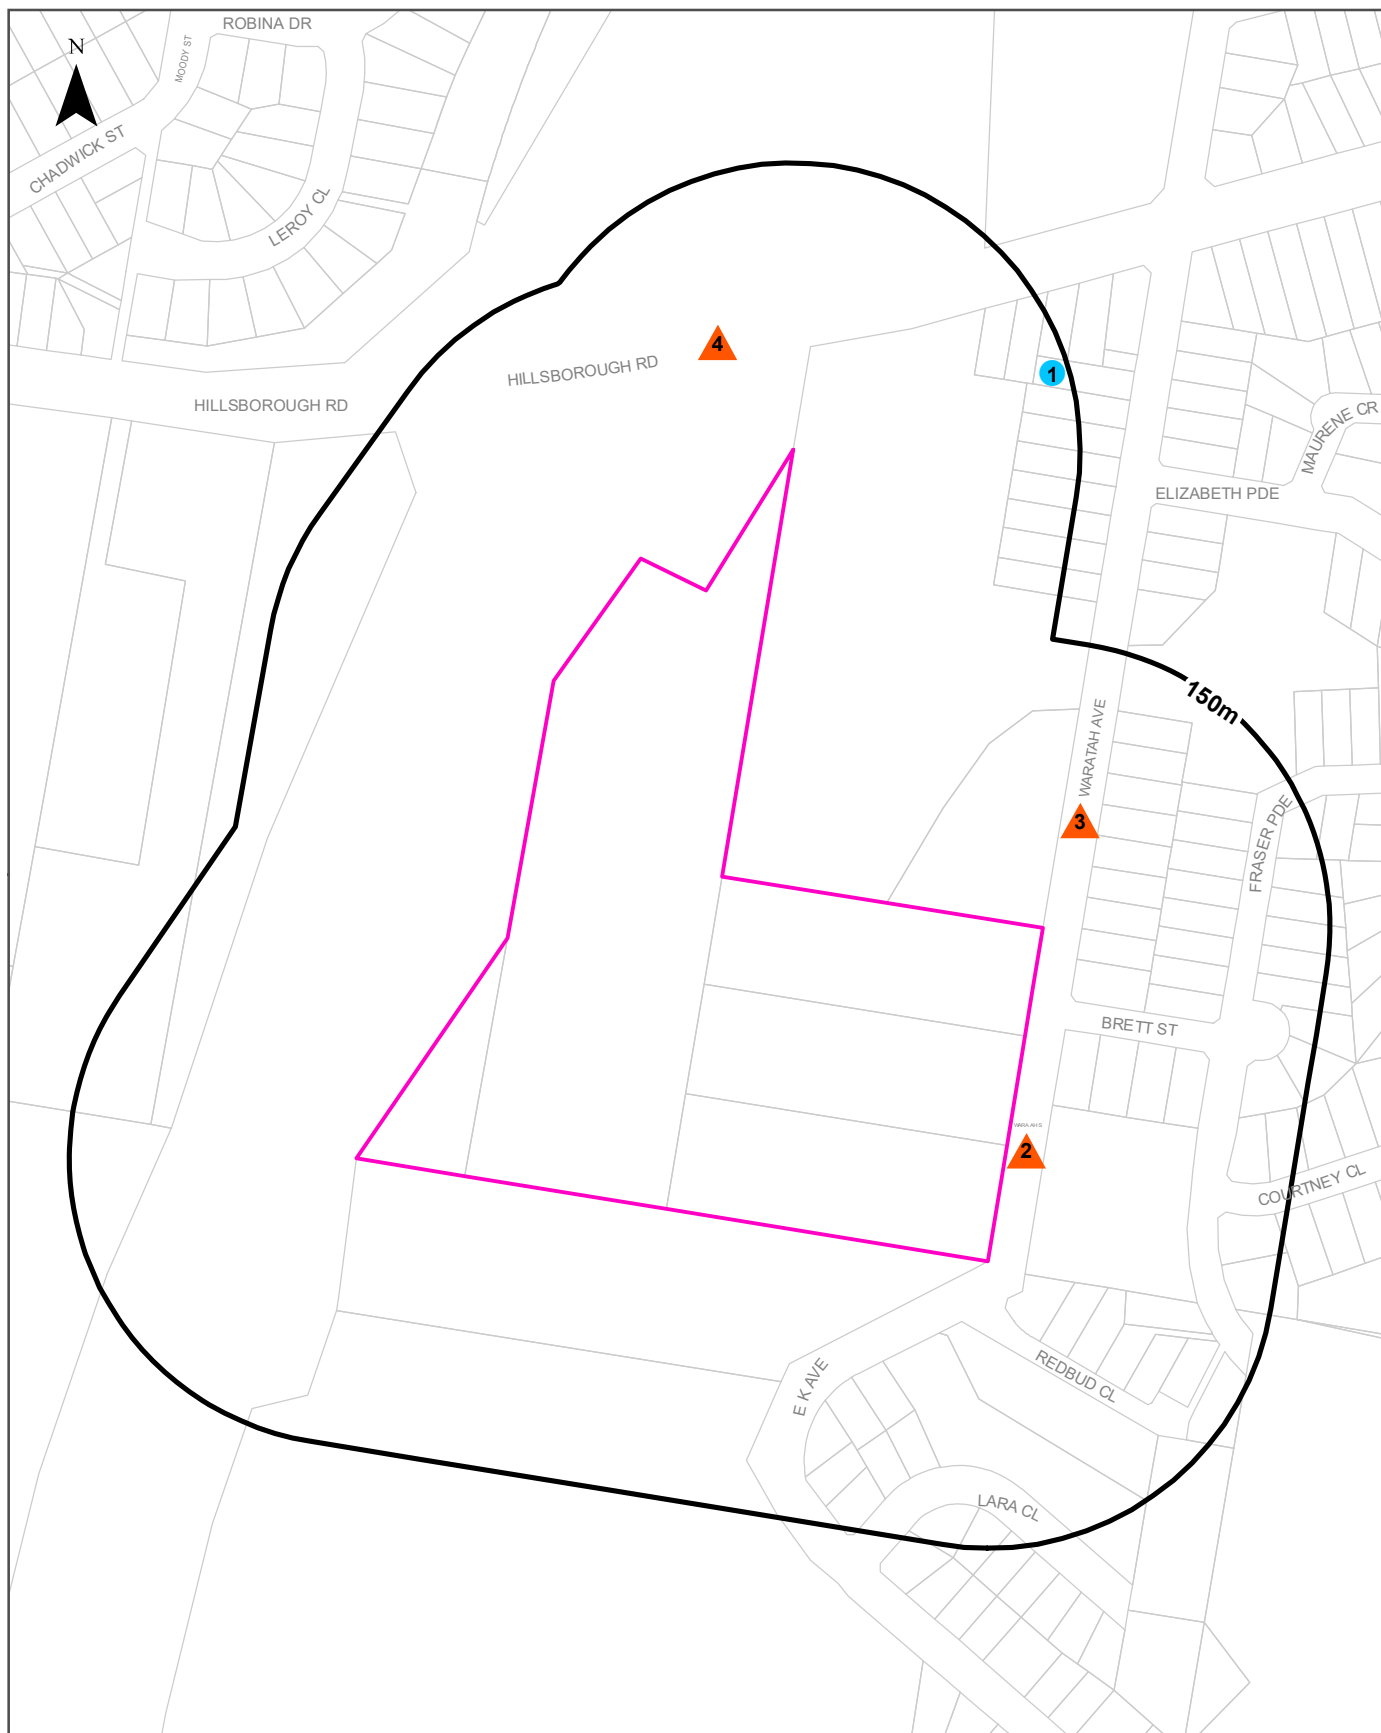 ROBINA DR
N
MOODY ST
CHADWICK ST
LEROY CL
4
HILLSBOROUGH RD
1
HILLSBOROUGH RD
MAURENE CR
ELIZABETH PDE
150m
WARATAH AVE
3
FRASER PDE
BRETT ST
2
COURTNEY CL
E K AVE
REDBUD CL
LARA CL